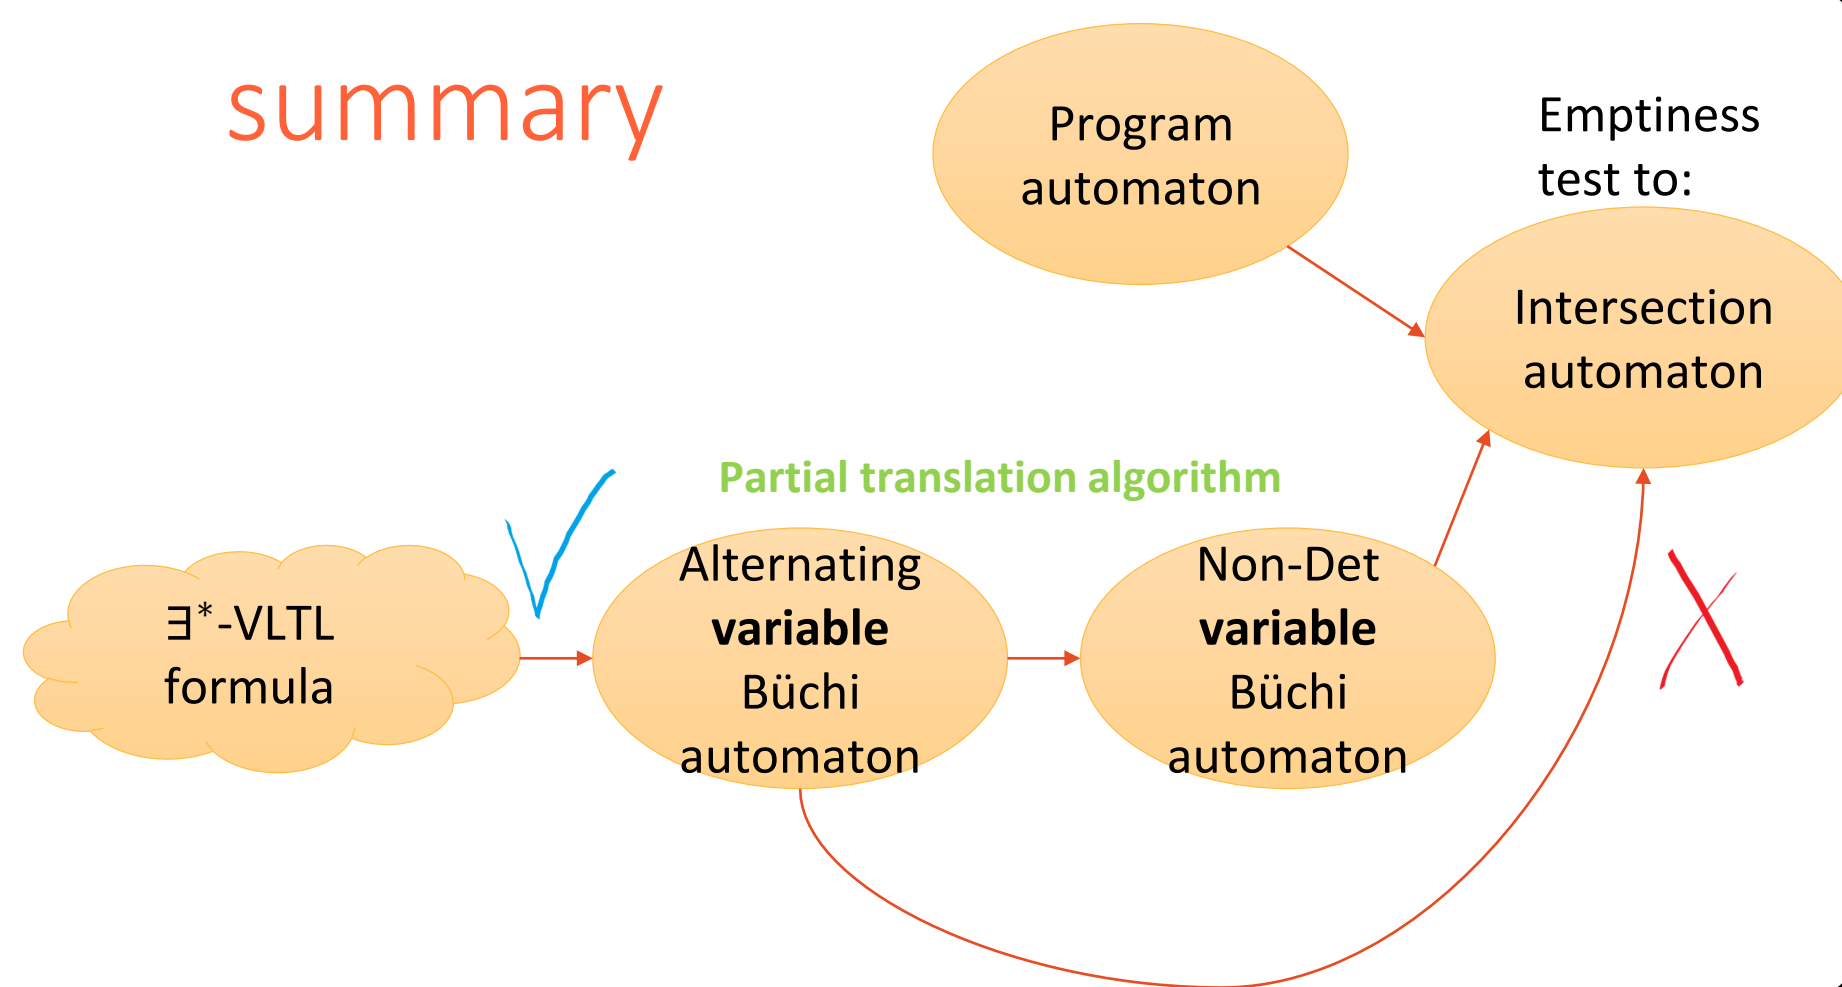 summary
Program
automaton
Emptiness
test to:
Intersection
automaton
Partial translation algorithm
∃*-VLTL
formula
Alternating
variable
Büchi
automaton
Non-Det
variable
Büchi
automaton